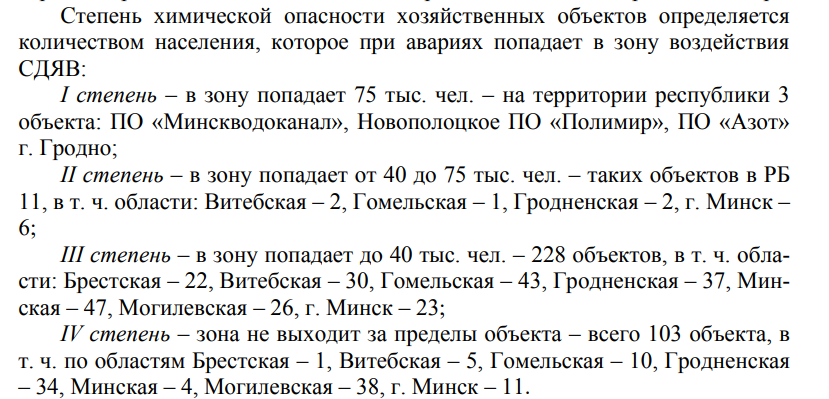 Степень химической опасности хозяйственных объектов определяется
количеством населения, которое при авариях попадает в зону воздействия
СДЯВ:
I степень – в зону попадает 75 тыс. чел. – на территории республики 3
объекта: ПО «Минскводоканал», Новополоцкое ПО «Полимир», ПО «Азот»
г. Гродно;
II степень – в зону попадает от 40 до 75 тыс. чел. – таких объектов в РБ
11, в т. ч. области: Витебская – 2, Гомельская – 1, Гродненская – 2, г. Минск –
6;
III степень – в зону попадает до 40 тыс. чел. – 228 объектов, в т. ч. обла-
сти: Брестская – 22, Витебская – 30, Гомельская – 43, Гродненская – 37, Мин-
ская – 47, Могилевская – 26, г. Минск – 23;
IV степень – зона не выходит за пределы объекта – всего 103 объекта, в
т. ч. по областям Брестская – 1, Витебская – 5, Гомельская – 10, Гродненская
– 34, Минская – 4, Могилевская – 38, г. Минск – 11.